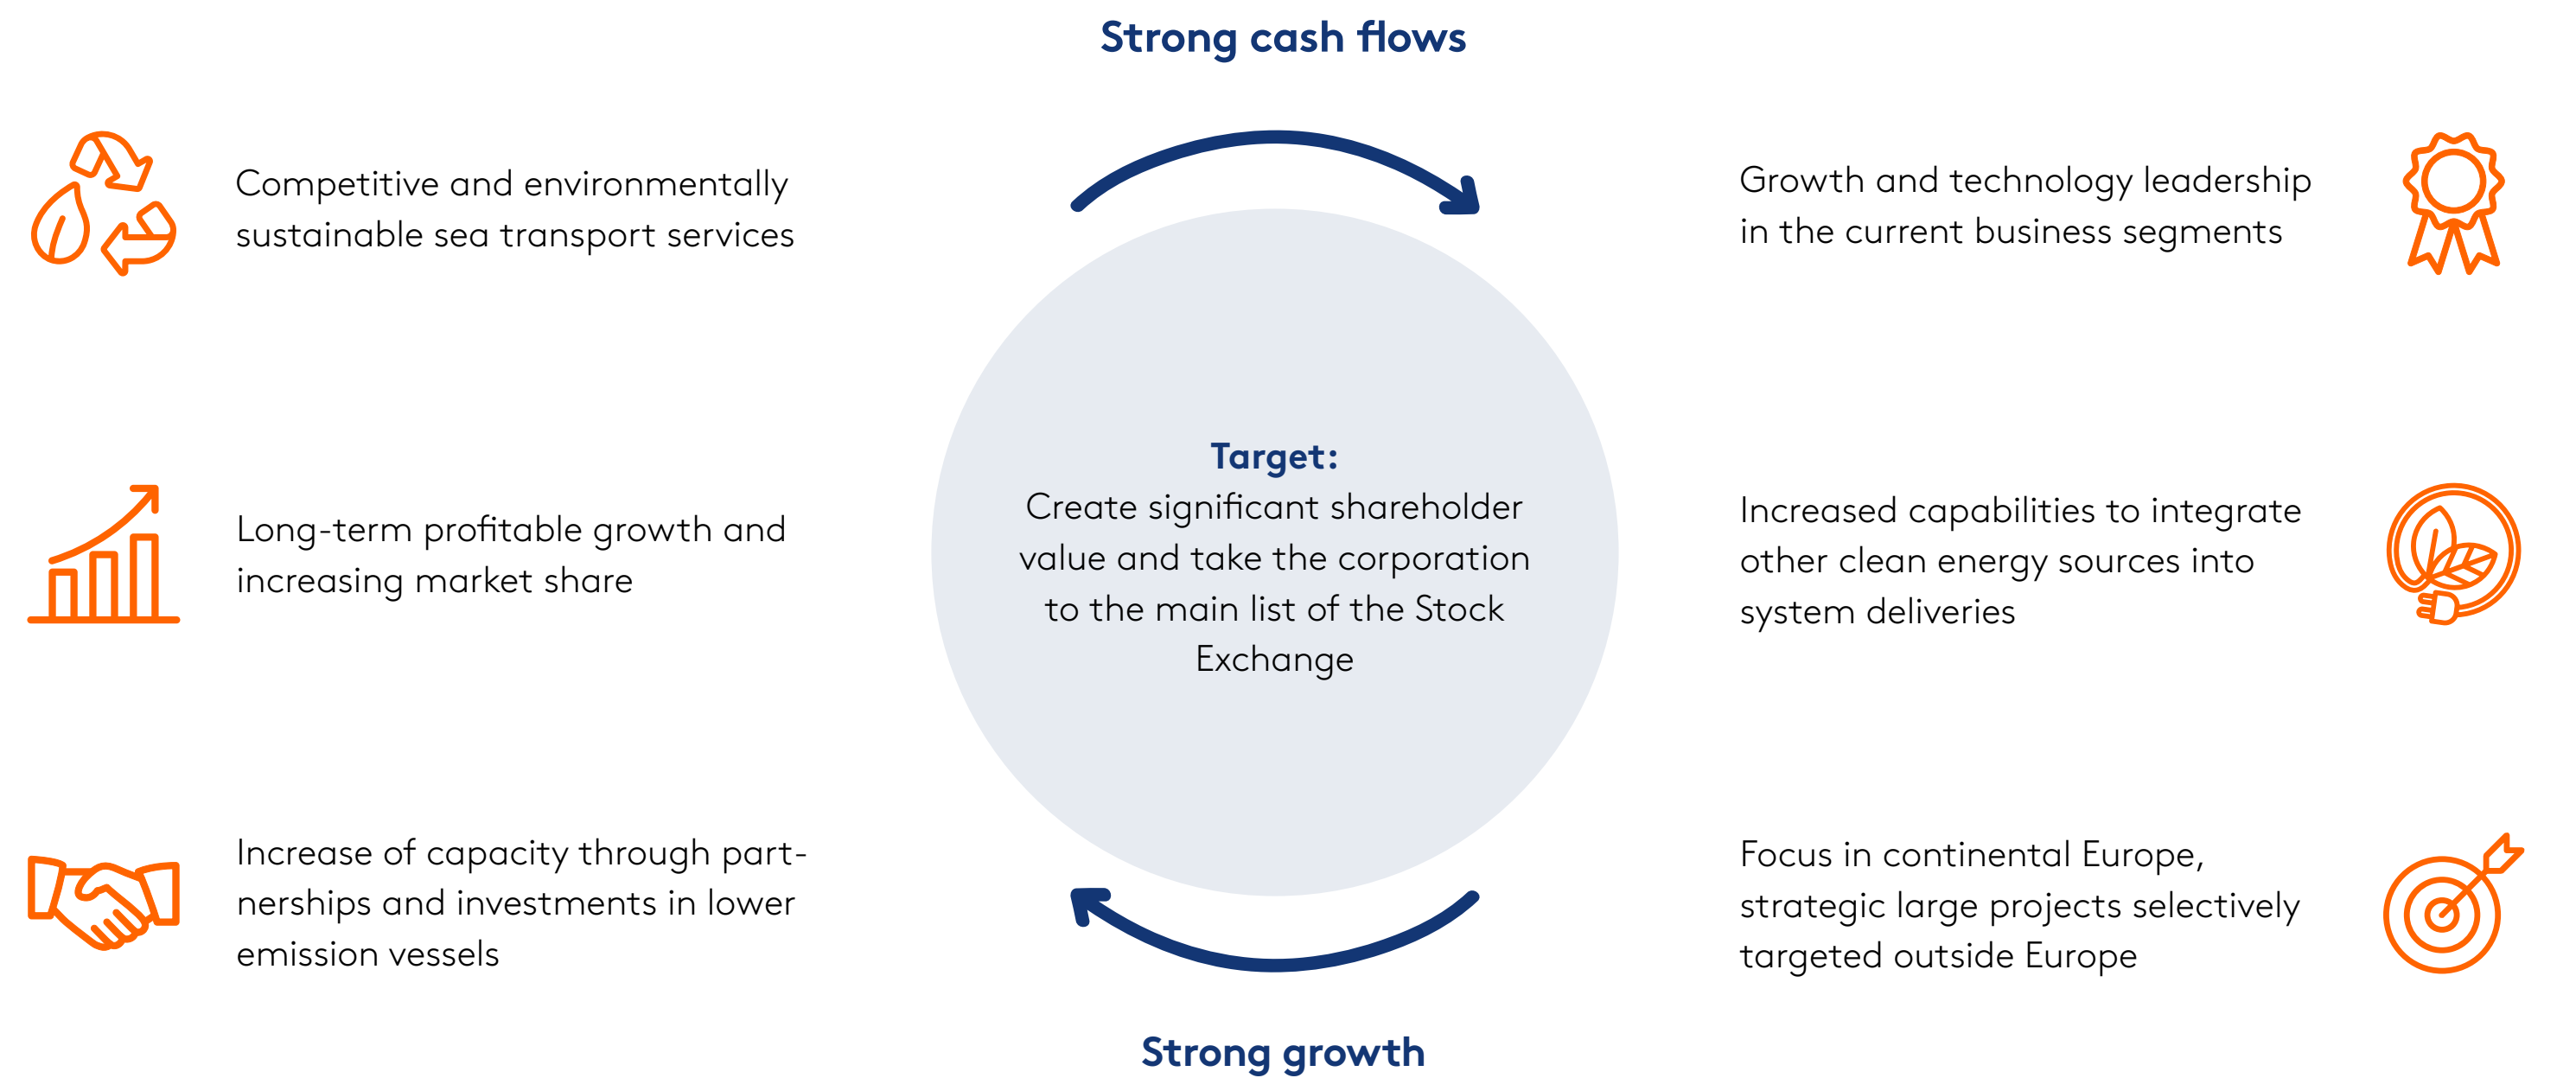 Strong cash flows
Competitive and environmentally
sustainable sea transport services
Long-term profitable growth and
increasing market share
Increase of capacity through part-
nerships and investments in lower
emission vessels
Target:
Create significant shareholder
value and take the corporation
to the main list of the Stock
Exchange
Growth and technology leadership
in the current business segments
Increased capabilities to integrate
other clean energy sources into
system deliveries
Focus in continental Europe,
strategic large projects selectively
targeted outside Europe
Strong growth